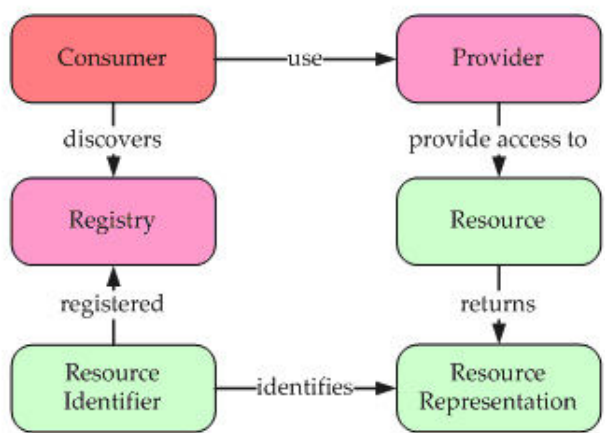 Consumer
use
Provider
discovers
provide access to
Registry
Resource
registered
returns
Resource
Identifier
identifies
Resource
Representation